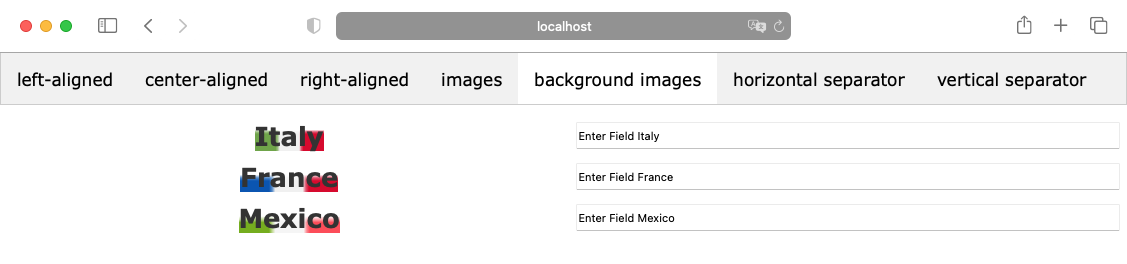 localhost
left-aligned center-aligned right-aligned images background images horizontal separator vertical separator
Italy Enter Field Italy
France Enter Field France
Mexico Enter Field Mexico